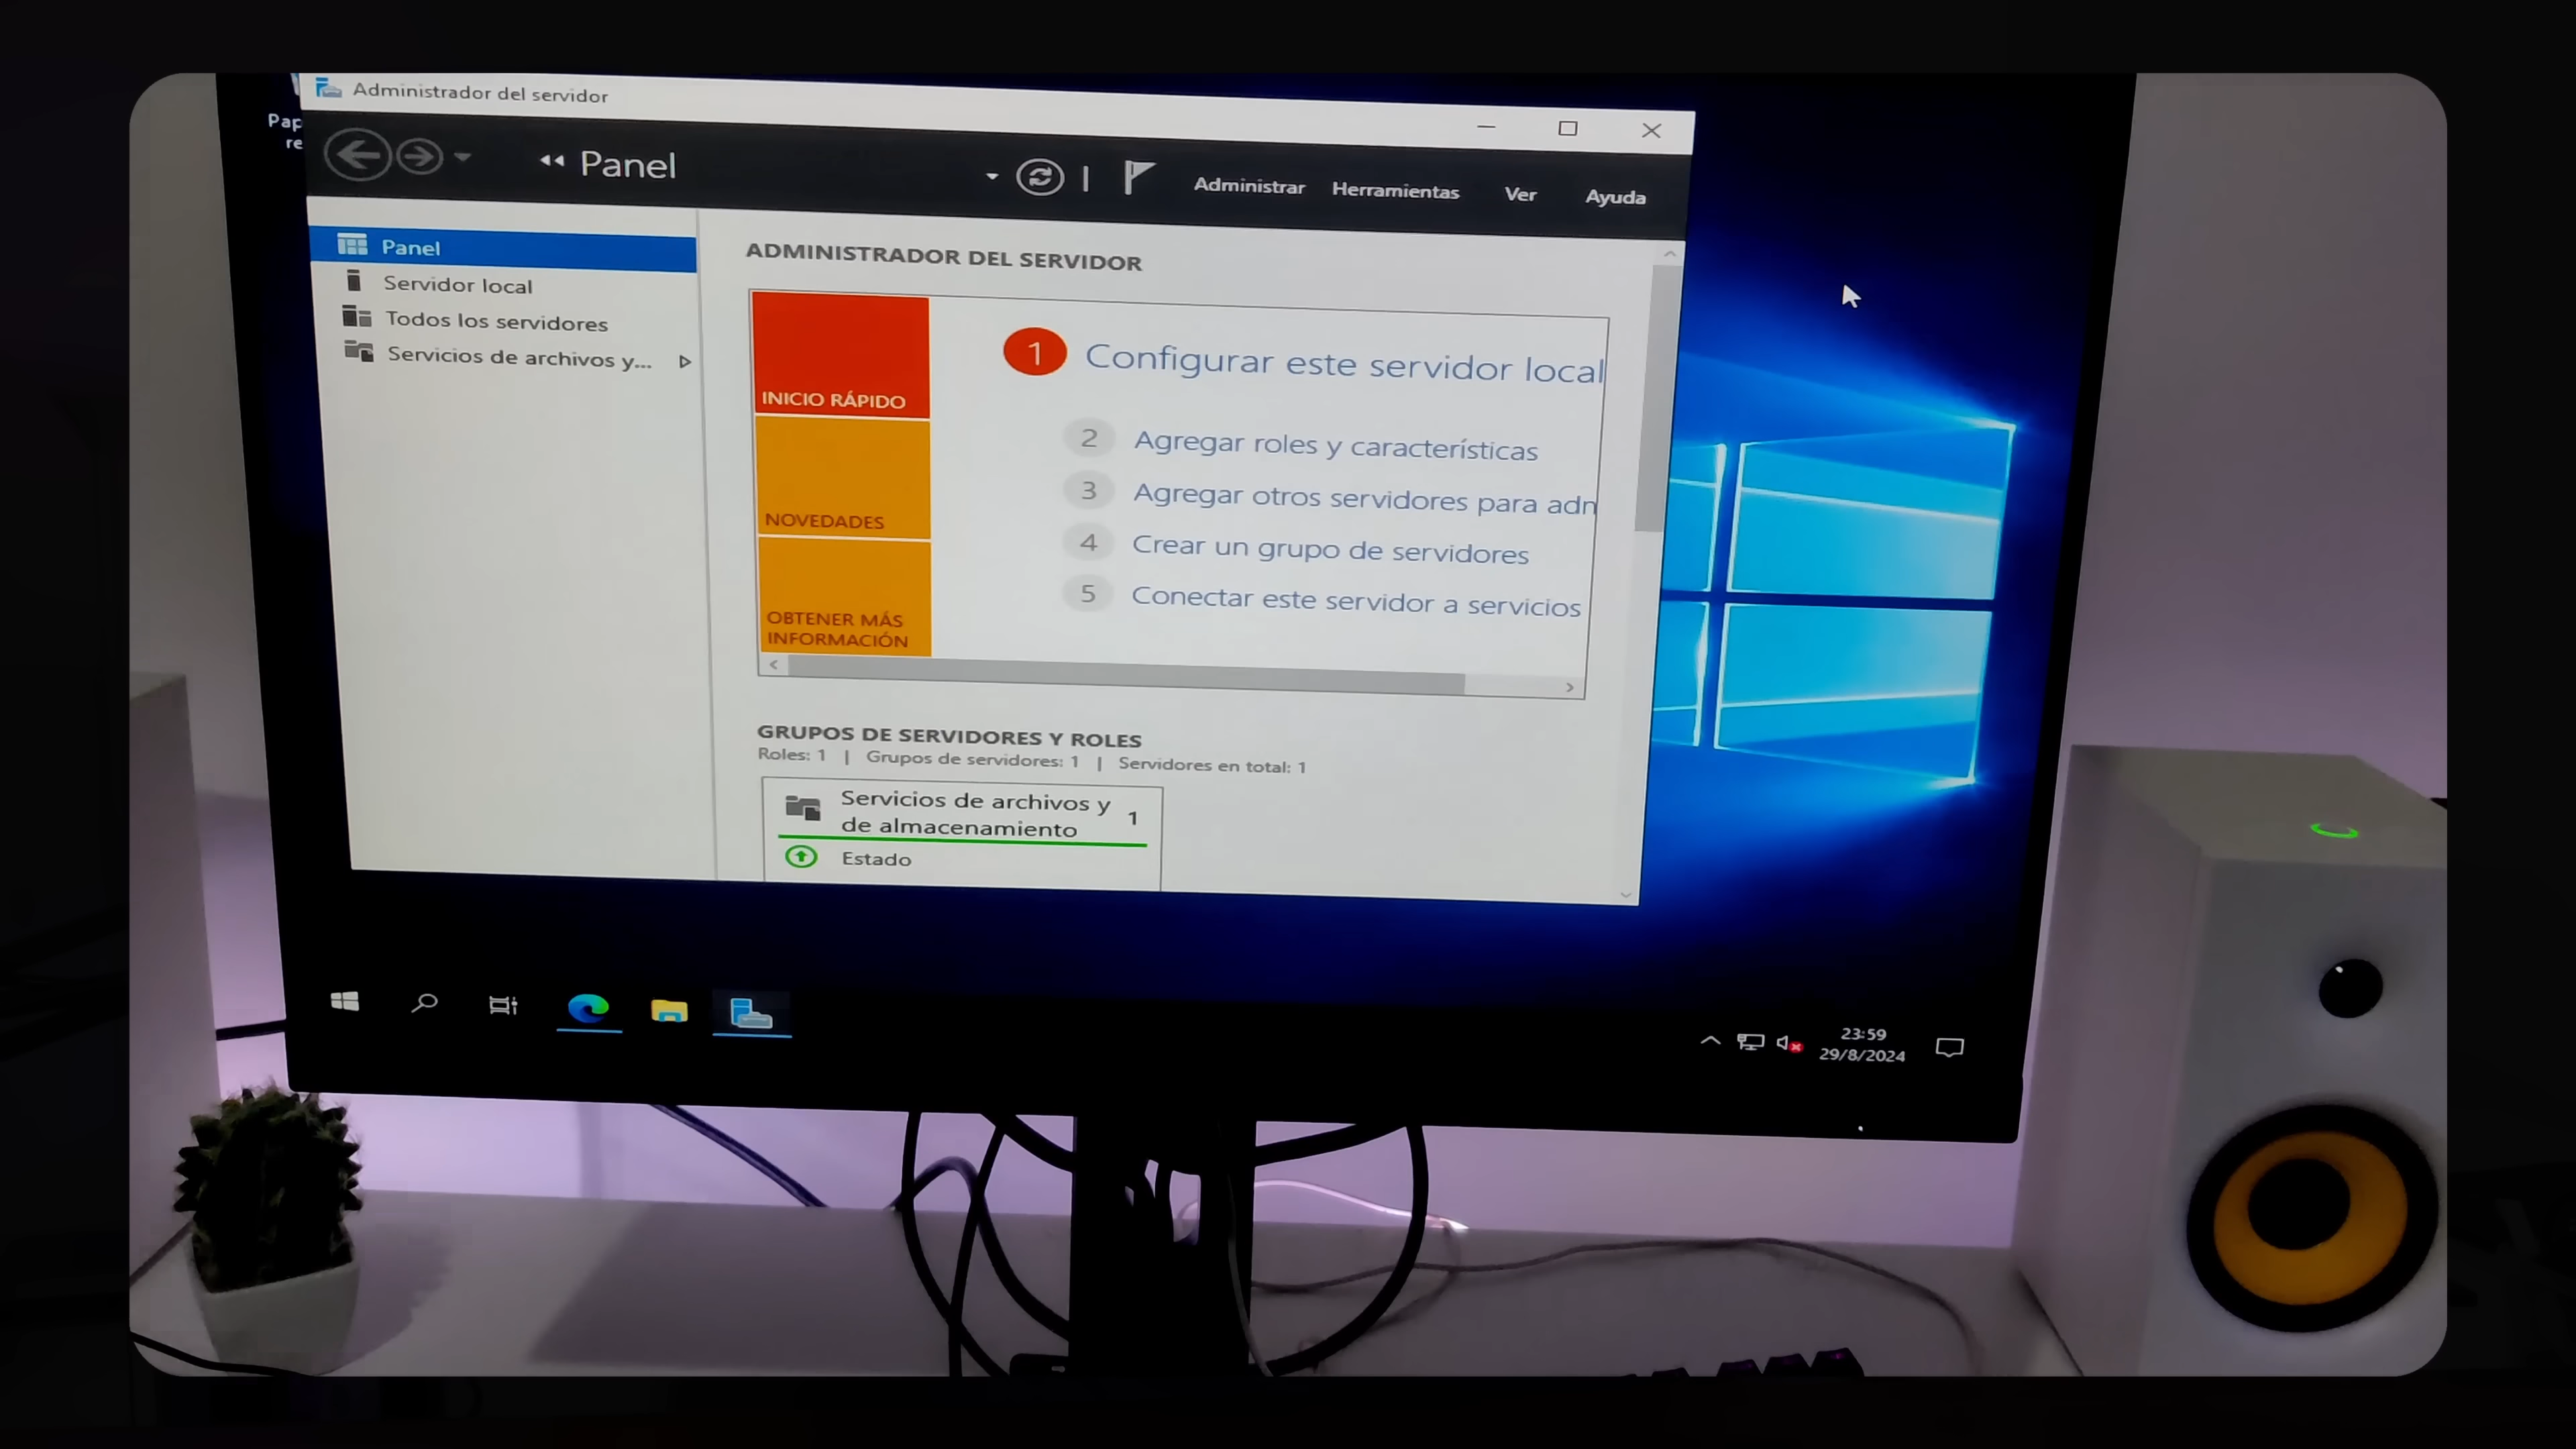 Administrador del servidor
Pap
re
Panel
Administrar Herramientas Ver Ayuda
Panel
Servidor local
Todos los servidores
Servicios de archivos y...
ADMINISTRADOR DEL SERVIDOR
INICIO RÁPIDO
NOVEDADES
OBTENER MÁS
INFORMACIÓN
1 Configurar este servidor local
2 Agregar roles y características
3 Agregar otros servidores para adn
4 Crear un grupo de servidores
5 Conectar este servidor a servicios
GRUPOS DE SERVIDORES Y ROLES
Roles: 1 | Grupos de servidores: 1 | Servidores en total: 1
Servicios de archivos y
de almacenamiento
1
Estado
23:59
29/8/2024